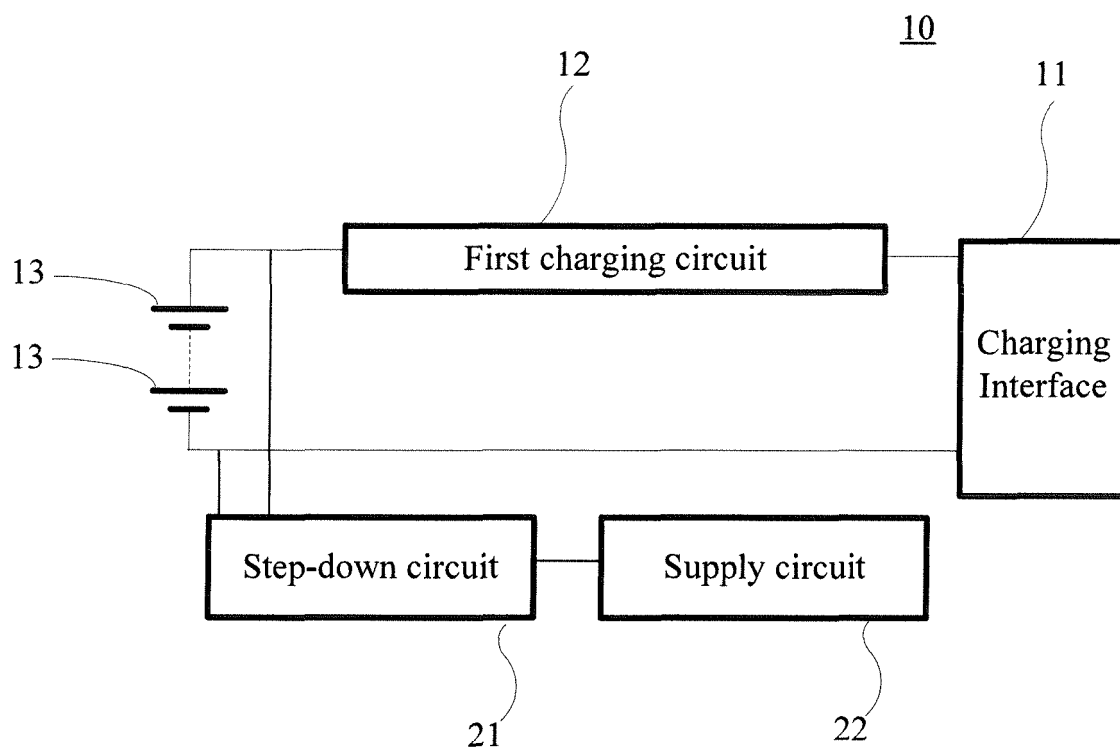 10
12
11
First charging circuit
13
13
Charging
Interface
Step-down circuit
Supply circuit
21
22